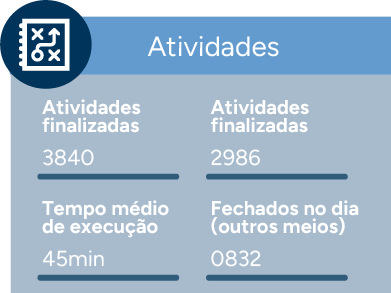 Atividades
Atividades
finalizadas
3840
Atividades
finalizadas
2986
Tempo médio
de execução
45min
Fechados no dia
(outros meios)
0832